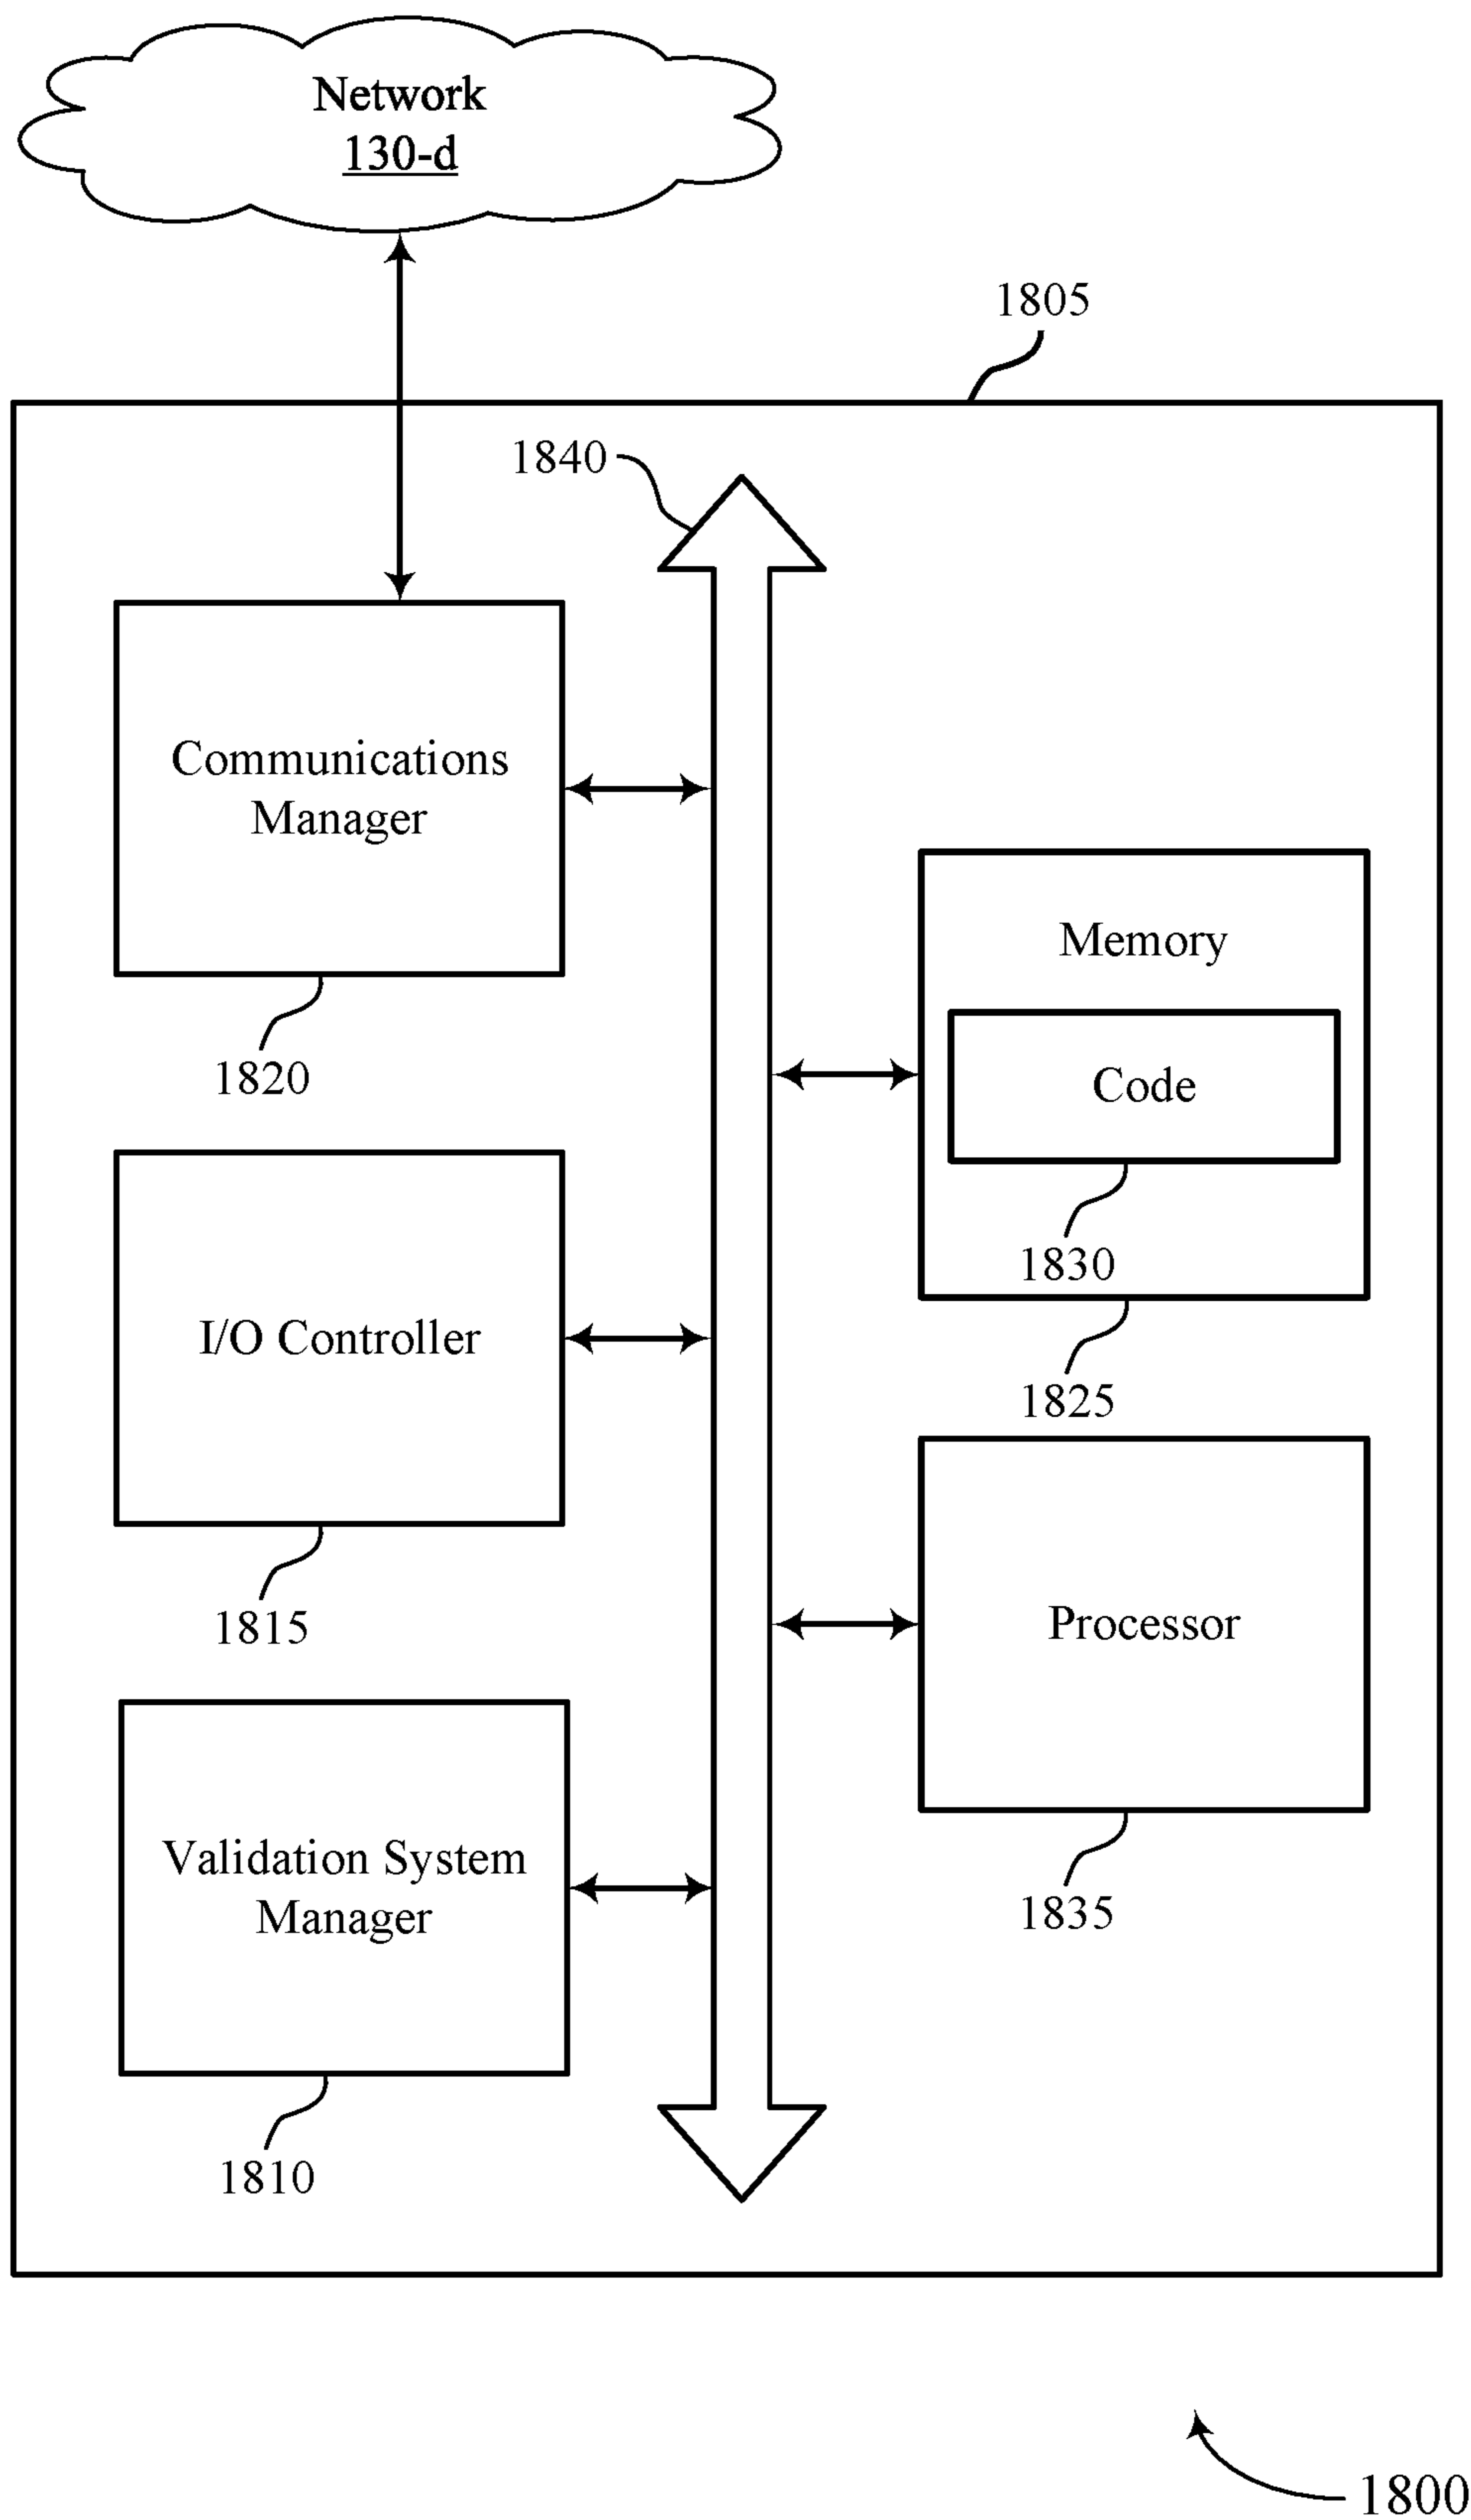 Network
130-d
1805
1840
Communications
Manager
1820
Memory
Code
1830
1825
I/O Controller
1815
Processor
1835
Validation System
Manager
1810
1800